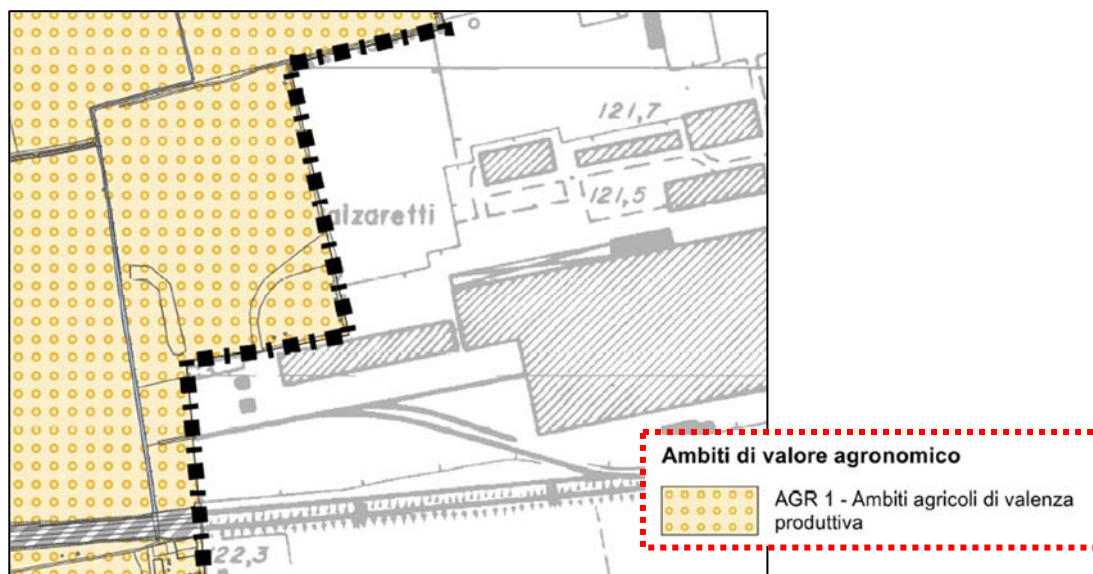 121,7
121,5
alzaretti
22,3
Ambiti di valore agronomico
AGR 1 - Ambiti agricoli di valenza
produttiva